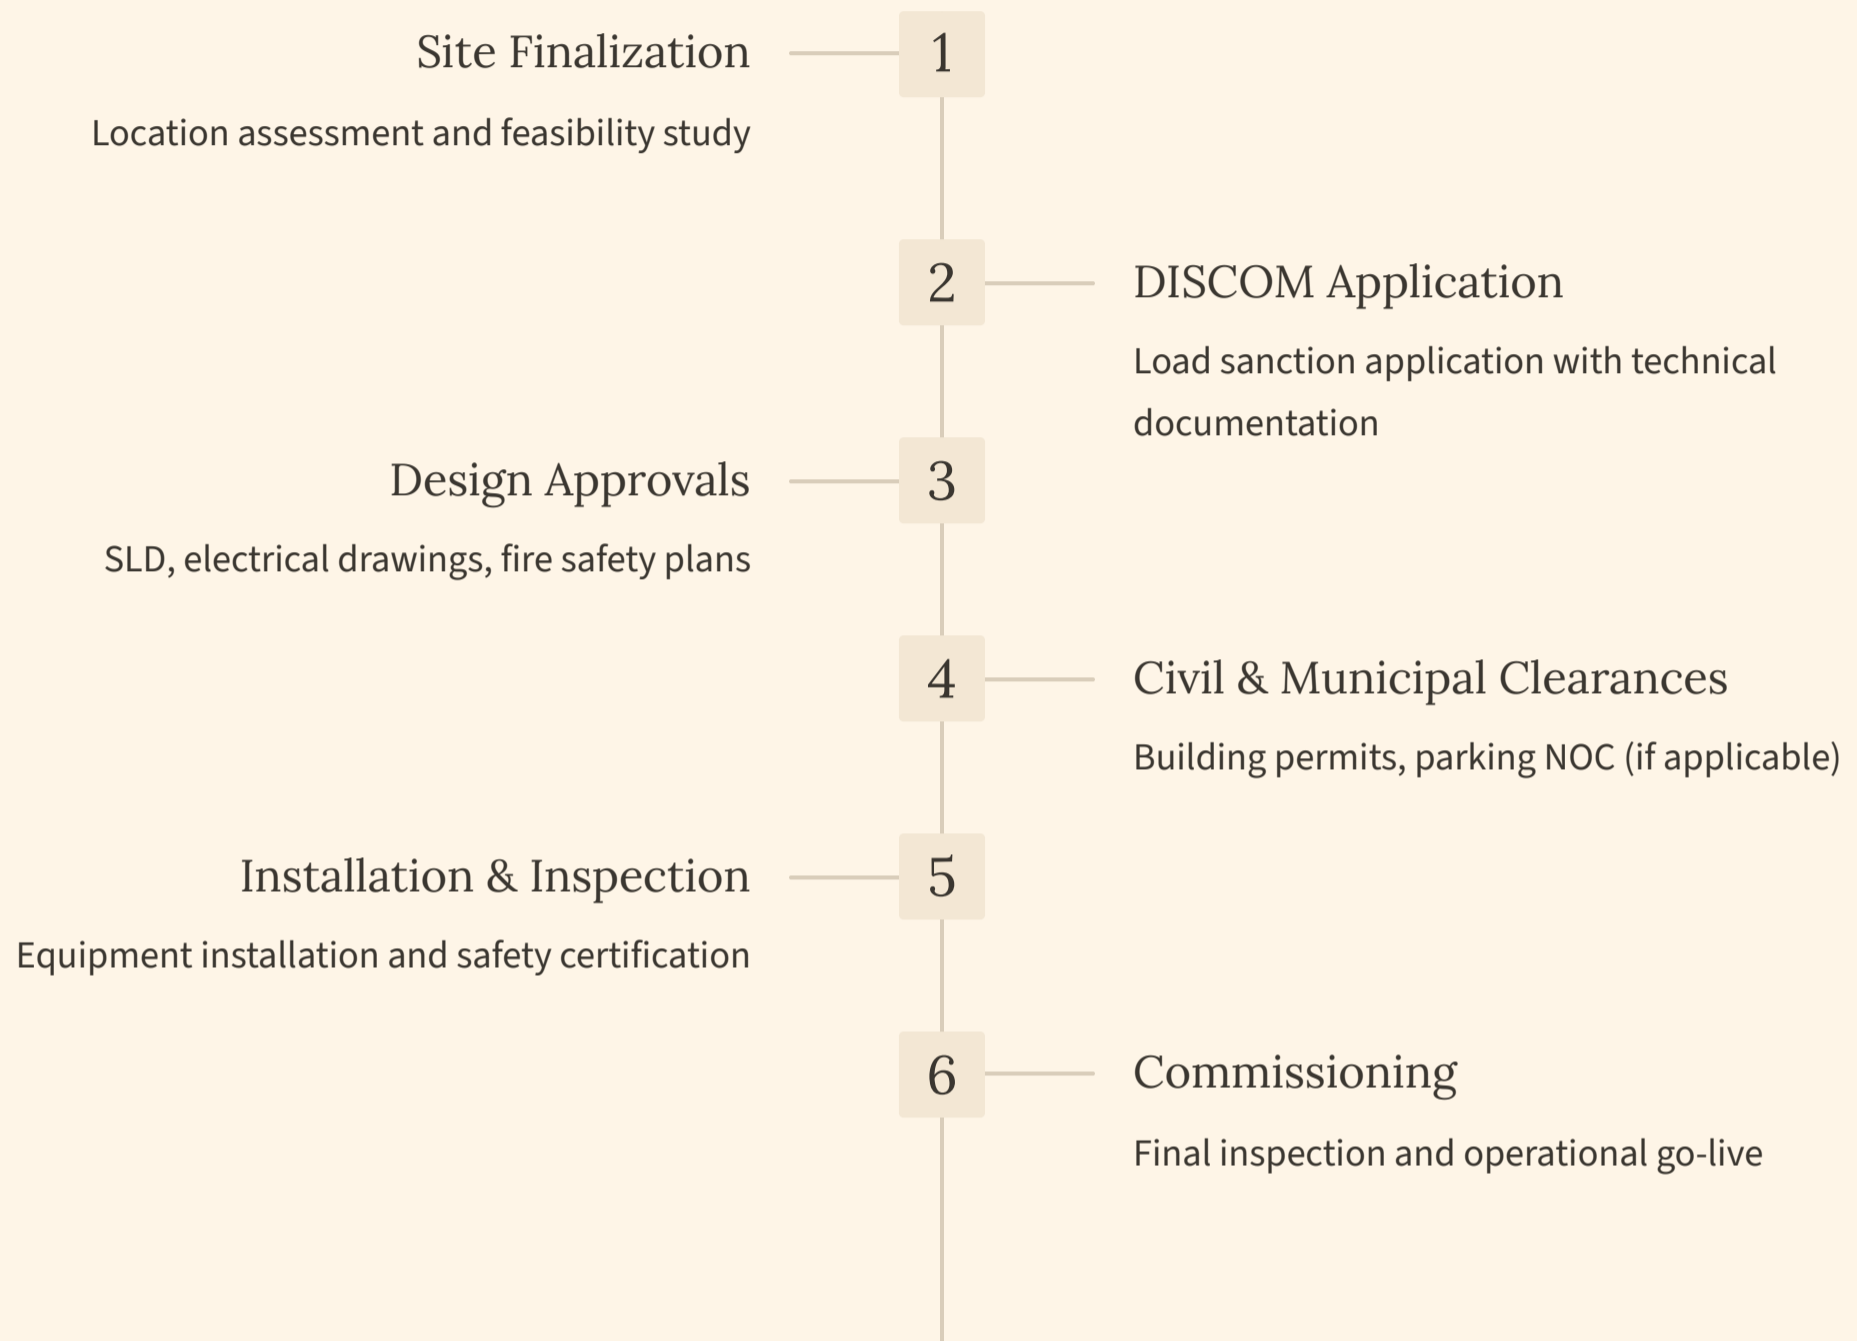 1
Site Finalization
Location assessment and feasibility study
2
DISCOM Application
Load sanction application with technical
documentation
3
Design Approvals
SLD, electrical drawings, fire safety plans
4
Civil & Municipal Clearances
Building permits, parking NOC (if applicable)
5
Installation & Inspection
Equipment installation and safety certification
6
Commissioning
Final inspection and operational go-live